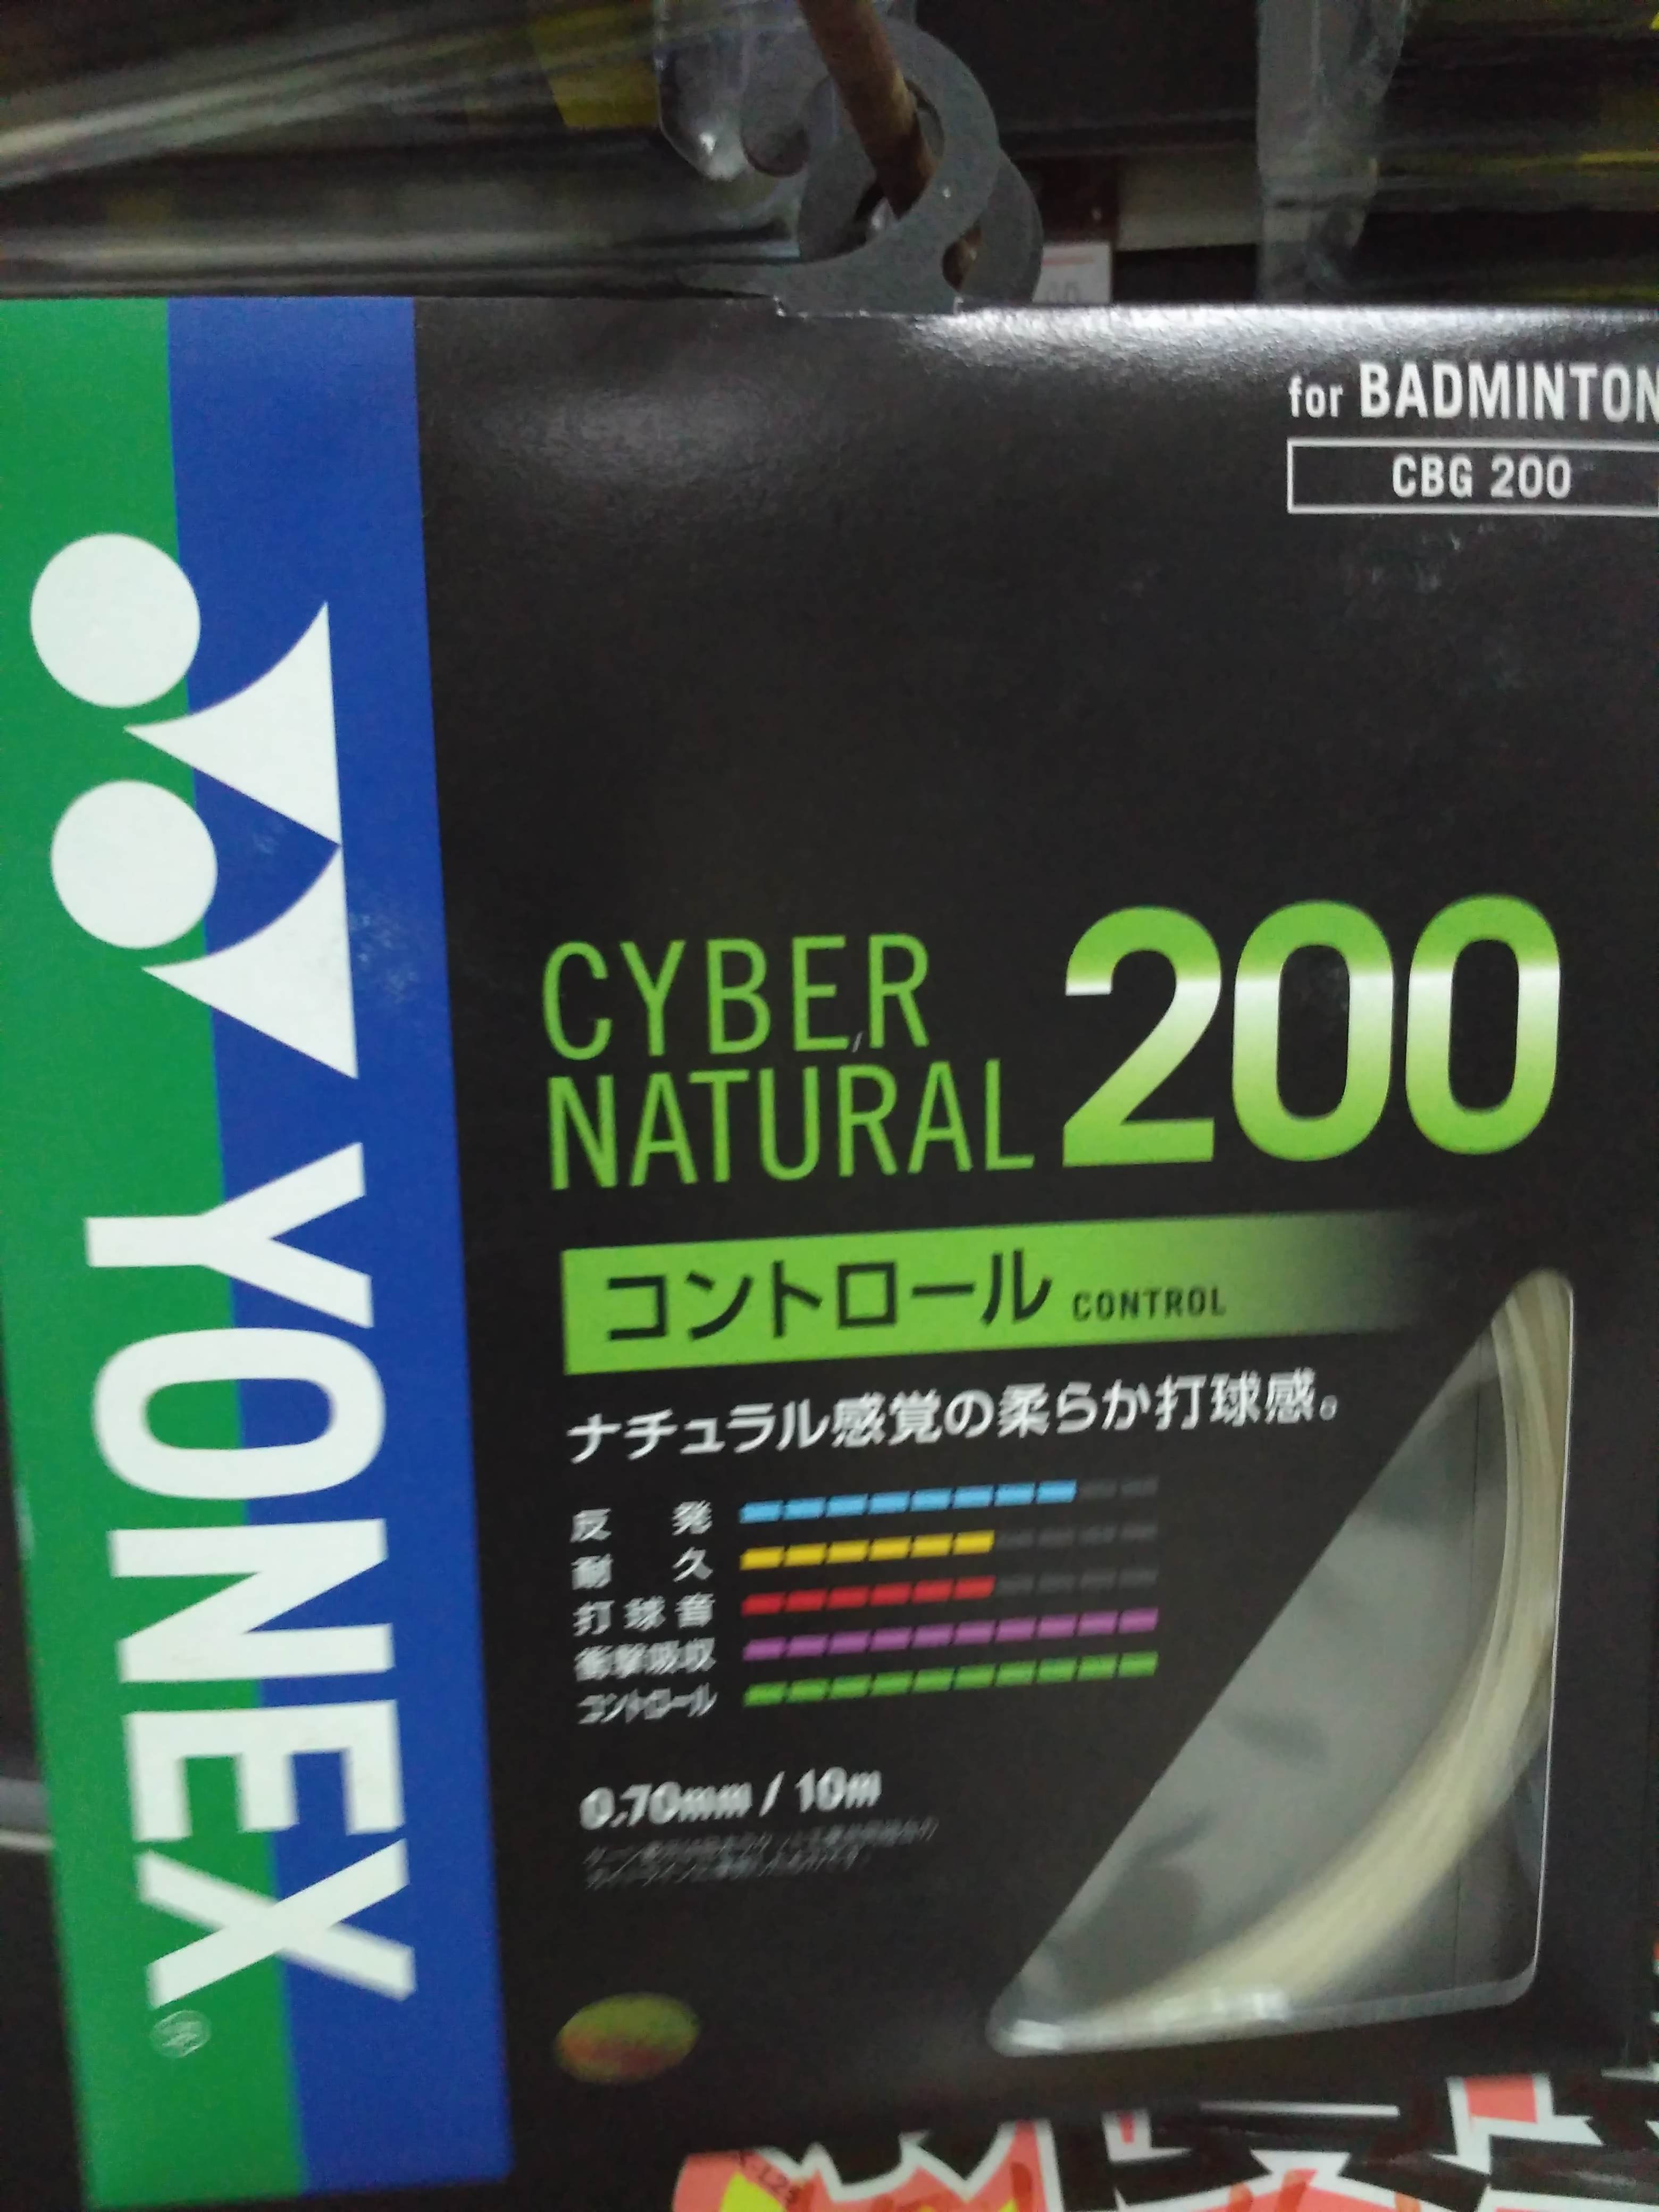 for BADMINTON
CBG 200
YONEX
CYBER
NATURAL 200
コントロール CONTROL
ナチュラル感覚の柔らか打球感。
反発
耐久
打球音
衝撃吸収
コントロール
0.70mm / 10m